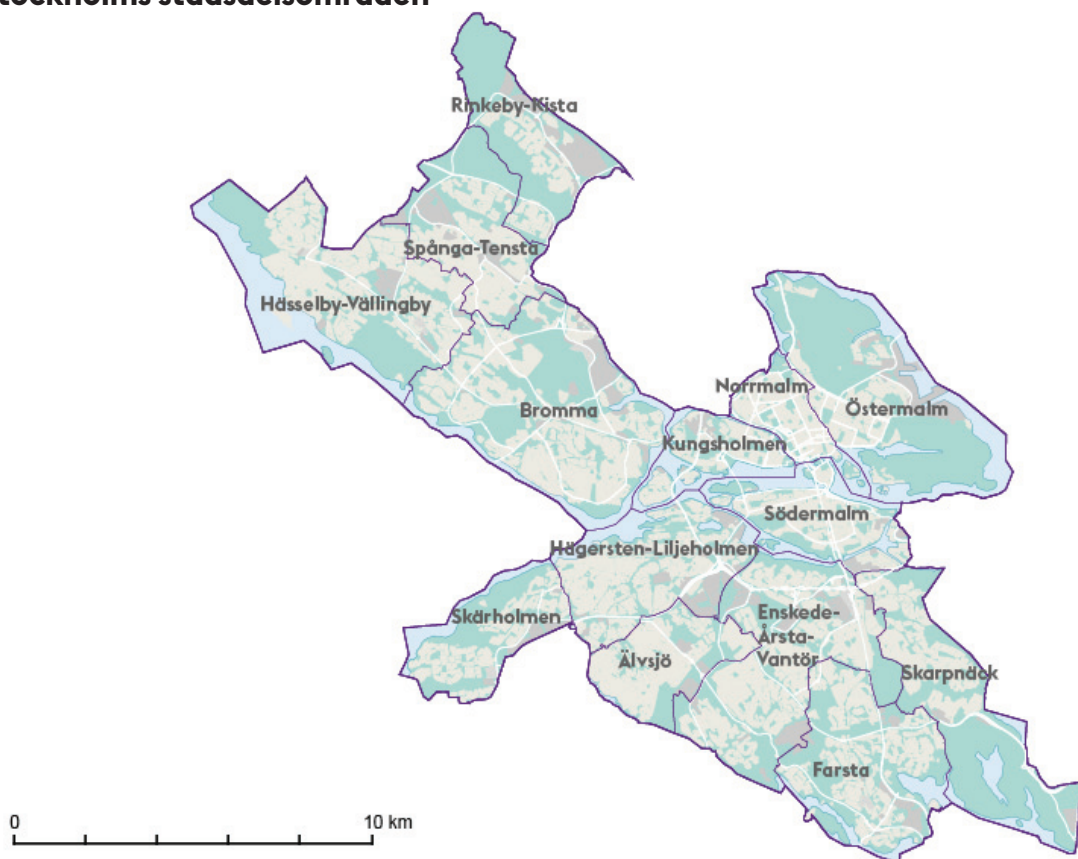 Rinkeby-Kista
Spånga-Tensta
Hässelby-Vällingby
Norrmalm
Östermalm
Bromma
Kungsholmen
Södermalm
Hägersten-Liljeholmen
Skärholmen
Enskede-
Årsta-
Vantör
Älvsjö
Skarpnäck
Farsta
0
10 km